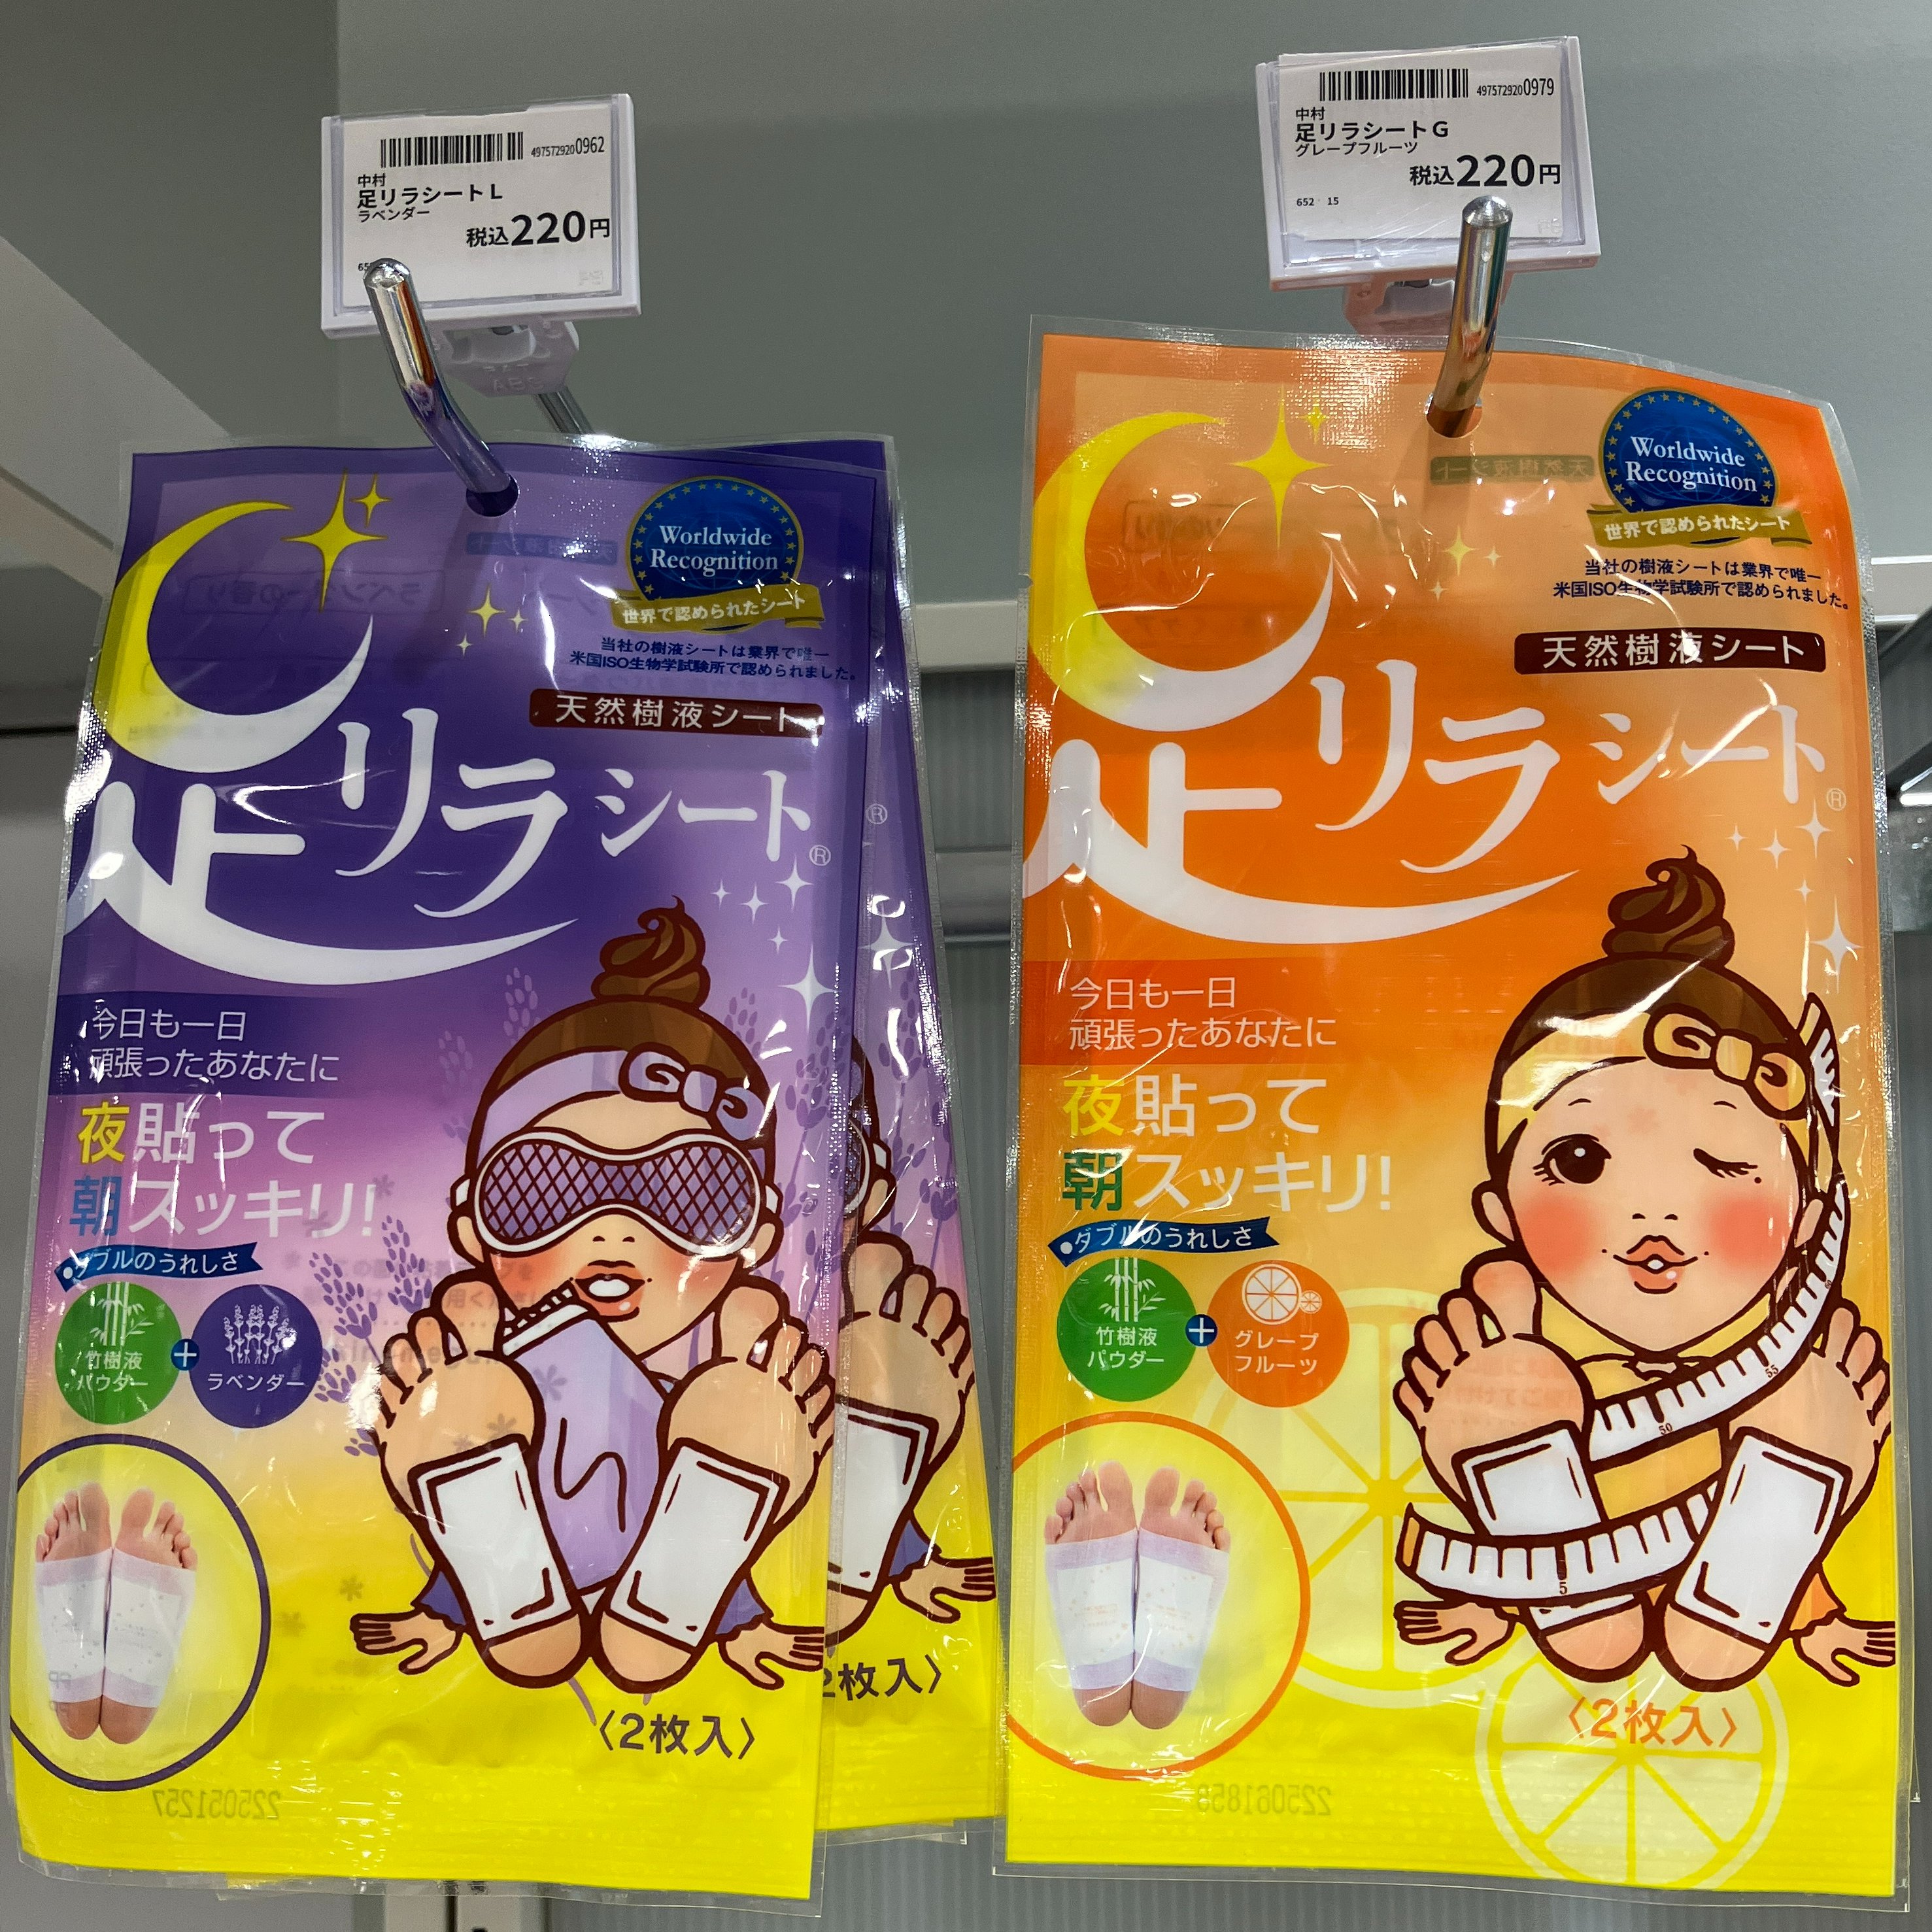 4975729200962
中村
足リラシートL
ラベンダー
税込220円
4975729200979
中村
足リラシートG
グレープフルーツ
税込220円
652 15
Worldwide
Recognition
世界で認められたシート
当社の樹液シートは業界で唯一
米国ISO生物学試験所で認められました。
天然樹液シート
足リラシート®
今日も一日
頑張ったあなたに
夜貼って
朝スッキリ!
●ダブルのうれしさ
竹樹液
パウダー
+
ラベンダー
〈2枚入〉
225051257
®
2枚入〉
Worldwide
Recognition
世界で認められたシート
当社の樹液シートは業界で唯一
米国ISO生物学試験所で認められました。
天然樹液シート
足リラシート®
今日も一日
頑張ったあなたに
夜貼って
朝スッキリ!
●ダブルのうれしさ
竹樹液
パウダー
+
グレープ
フルーツ
55
50
5
〈2枚入〉